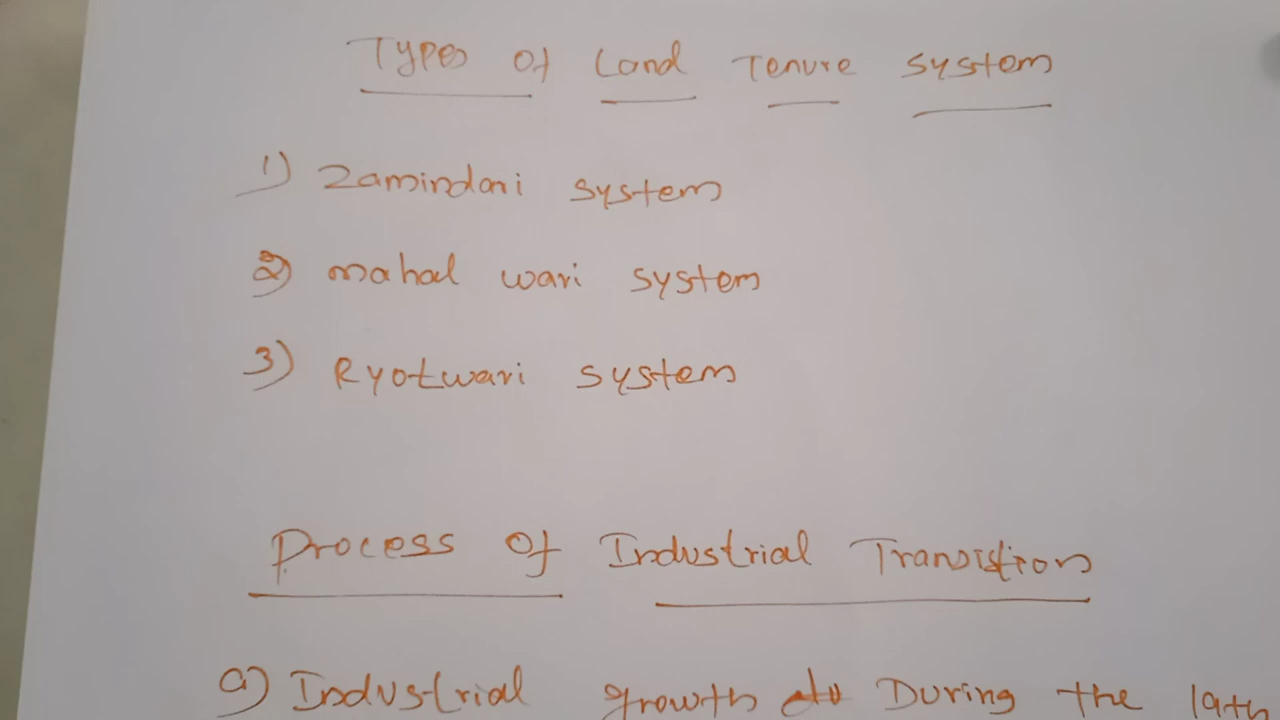 Types of Land Tenure system
1) Zamindari system
2) mahal wari system
3) Ryotwari system
Process of Industrial Transistion
a) Industrial growth During the 19th